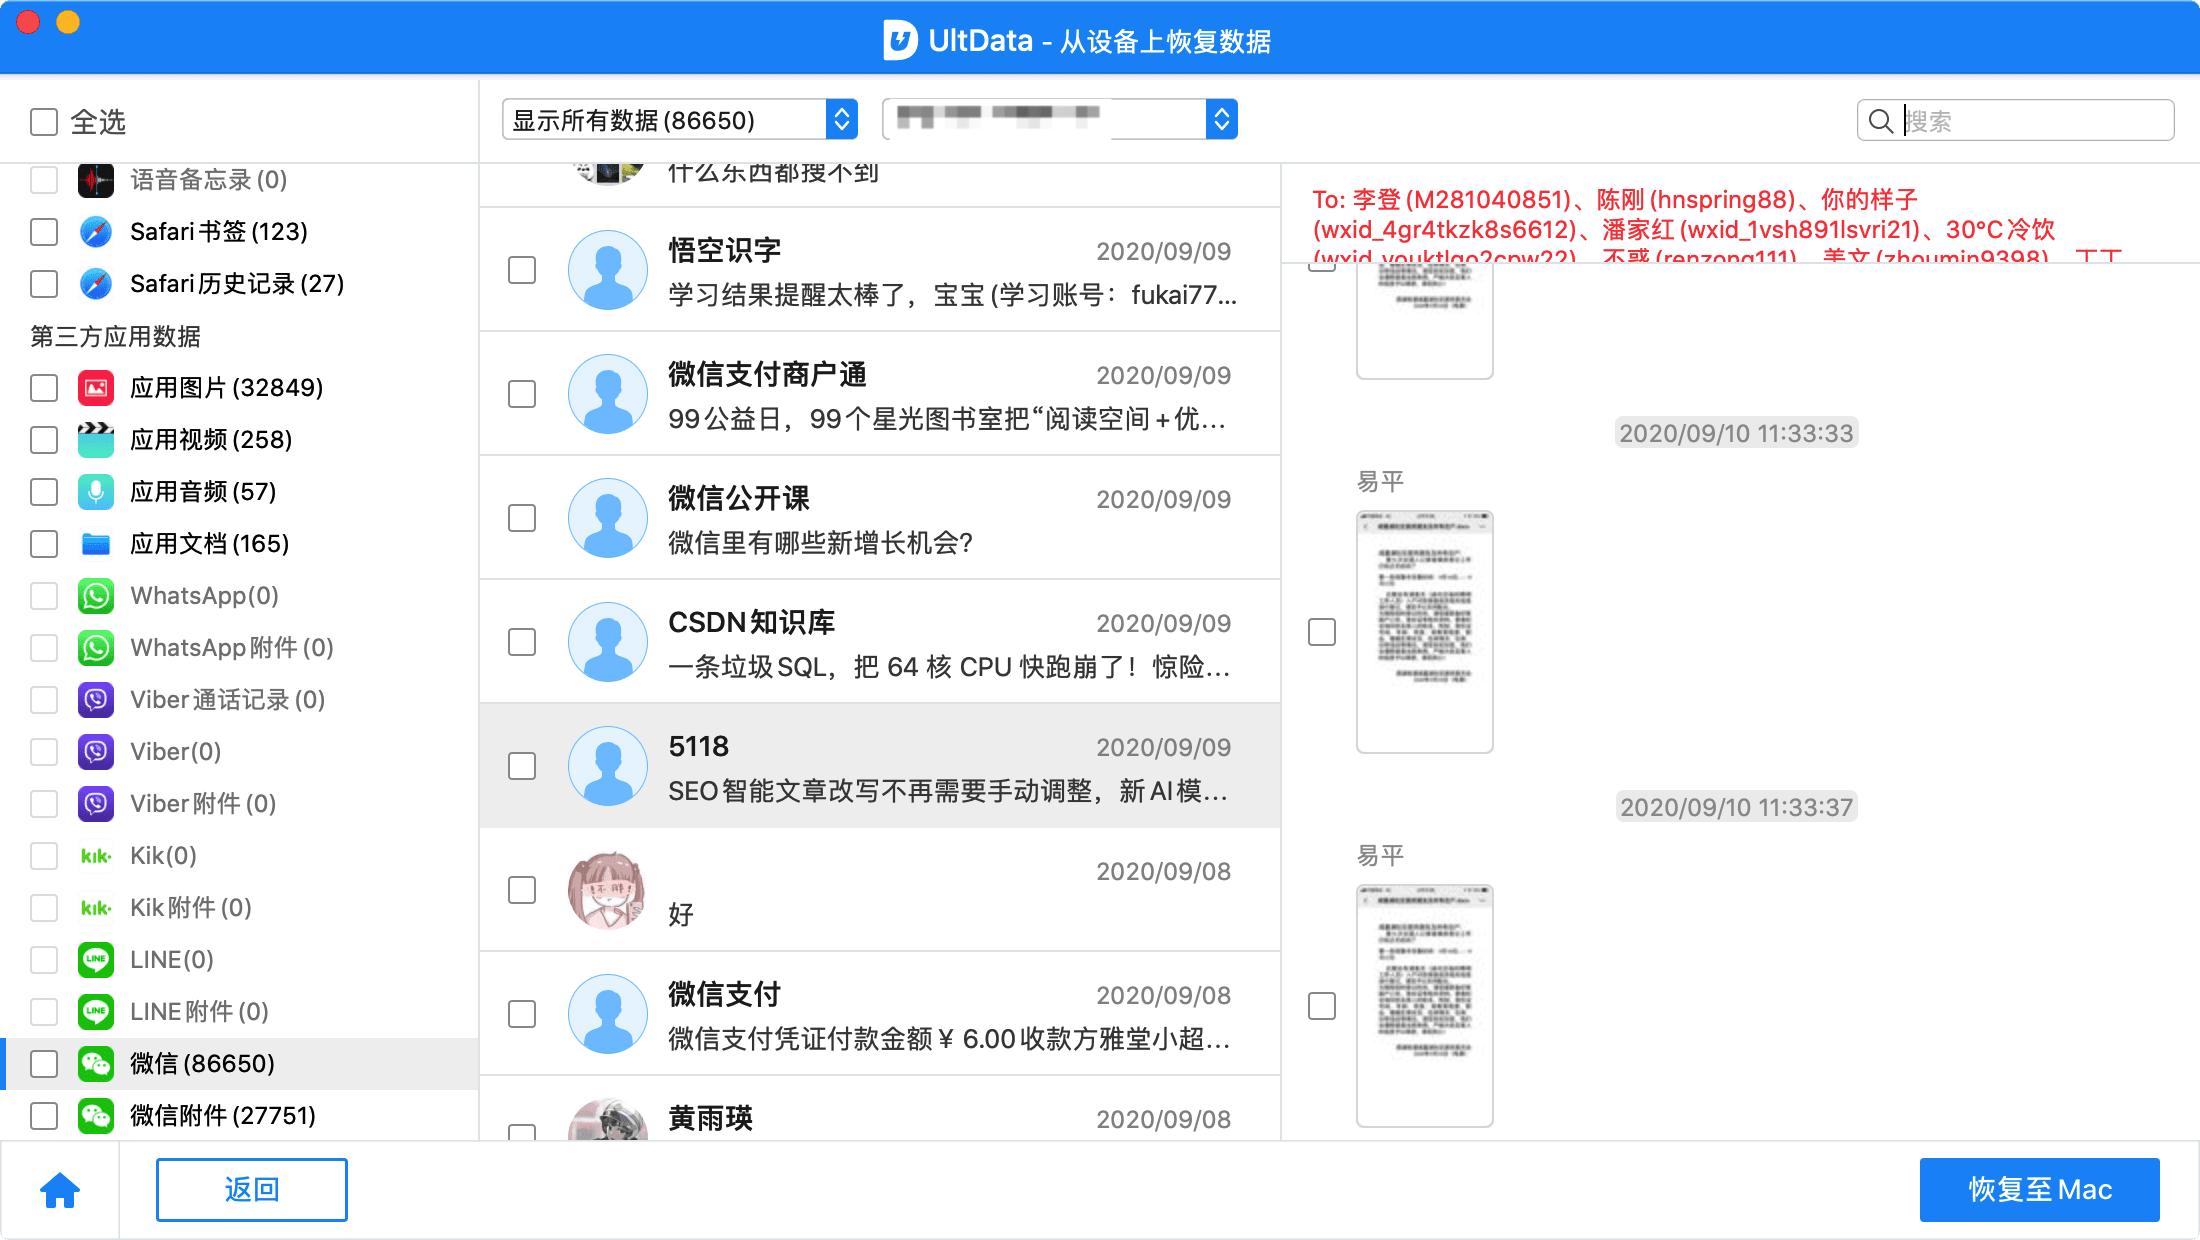 UltData - 从设备上恢复数据
全选
显示所有数据(86650)
搜索
语音备忘录(0)
Safari书签(123)
Safari历史记录(27)
第三方应用数据
应用图片(32849)
应用视频(258)
应用音频(57)
应用文档(165)
WhatsApp(0)
WhatsApp附件(0)
Viber通话记录(0)
Viber(0)
Viber附件(0)
kik·
Kik(0)
kik·
Kik附件(0)
LINE
LINE(0)
LINE
LINE附件(0)
微信(86650)
微信附件(27751)
什么东西都搜不到
悟空识字
2020/09/09
学习结果提醒太棒了，宝宝(学习账号：fukai77...
微信支付商户通
2020/09/09
99公益日，99个星光图书室把“阅读空间+优...
微信公开课
2020/09/09
微信里有哪些新增长机会？
CSDN知识库
2020/09/09
一条垃圾SQL，把 64 核 CPU 快跑崩了！惊险...
5118
2020/09/09
SEO智能文章改写不再需要手动调整，新AI模...
2020/09/08
好
微信支付
2020/09/08
微信支付凭证付款金额¥ 6.00收款方雅堂小超...
黄雨瑛
2020/09/08
To: 李登(M281040851)、陈刚(hnspring88)、你的样子
(wxid_4gr4tkzk8s6612)、潘家红(wxid_1vsh891lsvri21)、30°C冷饮
(wxid_youktlqo2cpw22)、不惑(renzong111)、美文(zhoumin9398)、丁丁
2020/09/10 11:33:33
易平
2020/09/10 11:33:37
易平
返回
恢复至Mac